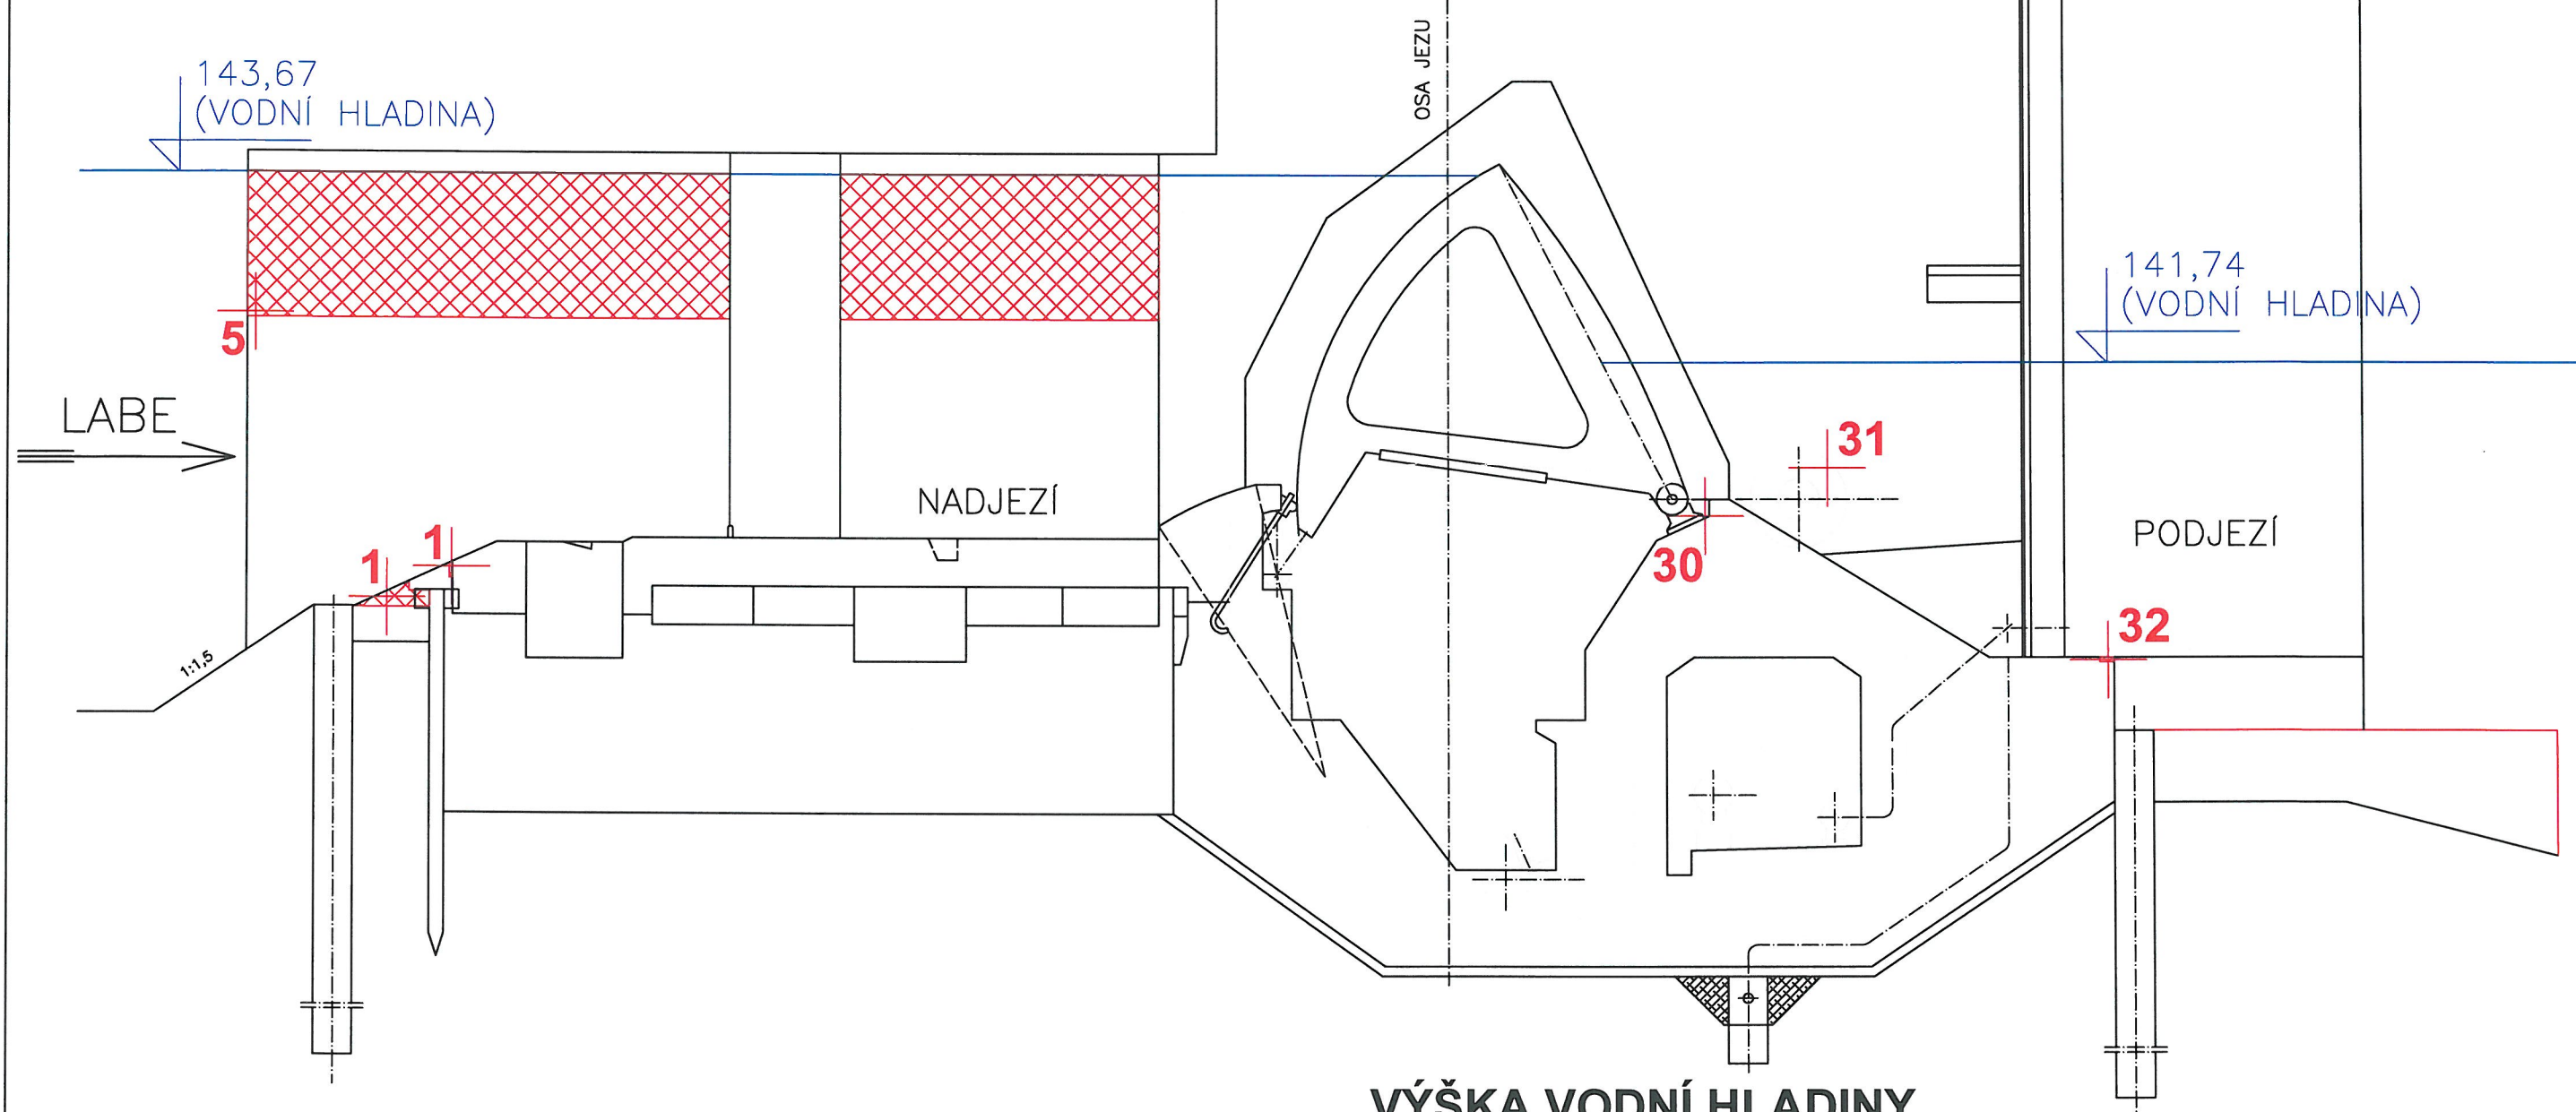 OSA JEZU
143,67
(VODNÍ HLADINA)
141,74
(VODNÍ HLADINA)
5
LABE
31
NADJEZÍ
PODJEZÍ
1
1
30
32
1:1,5
VÝŠKA VODNÍ HLADINY